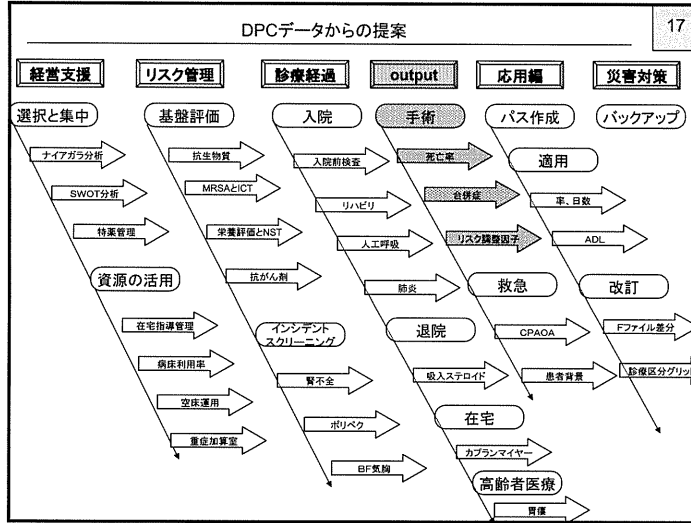 DPCデータからの提案
17
経営支援
リスク管理
診療経過
output
応用編
災害対策
選択と集中
ナイアガラ分析
SWOT分析
特薬管理
資源の活用
在宅指導管理
病床利用率
空床運用
重症加算室
基盤評価
抗生物質
MRSAとICT
栄養評価とNST
抗がん剤
インシデント
スクリーニング
腎不全
ポリペク
BF気胸
入院
入院前検査
リハビリ
人工呼吸
肺炎
退院
吸入ステロイド
在宅
カプランマイヤー
高齢者医療
胃瘻
手術
死亡率
合併症
リスク調整因子
救急
CPAOA
患者背景
パス作成
適用
率、日数
ADL
改訂
Fファイル差分
診療区分グリッド
バックアップ